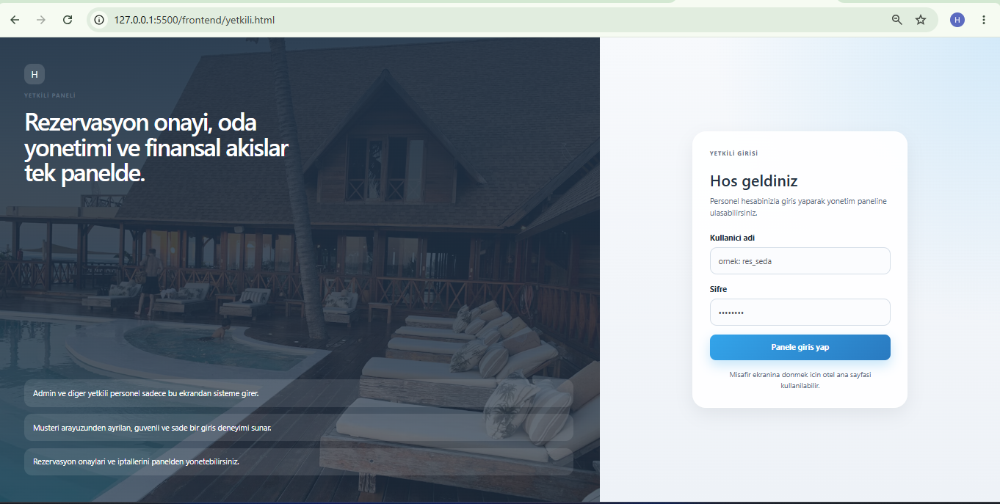 127.0.0.1:5500/frontend/yetkili.html
H
H
YETKİLİ PANELİ
Rezervasyon onayi, oda
yonetimi ve finansal akislar
tek panelde.
Admin ve diger yetkili personel sadece bu ekrandan sisteme girer.
Musteri arayuzunden ayrilan, guvenli ve sade bir giris deneyimi sunar.
Rezervasyon onaylari ve iptallerini panelden yonetebilirsiniz.
YETKİLİ GİRİSİ
Hos geldiniz
Personel hesabinizla giris yaparak yonetim paneline
ulasabilirsiniz.
Kullanici adi
ornek: res_seda
Sifre
••••••••
Panele giris yap
Misafir ekranina donmek icin otel ana sayfasi
kullanilabilir.